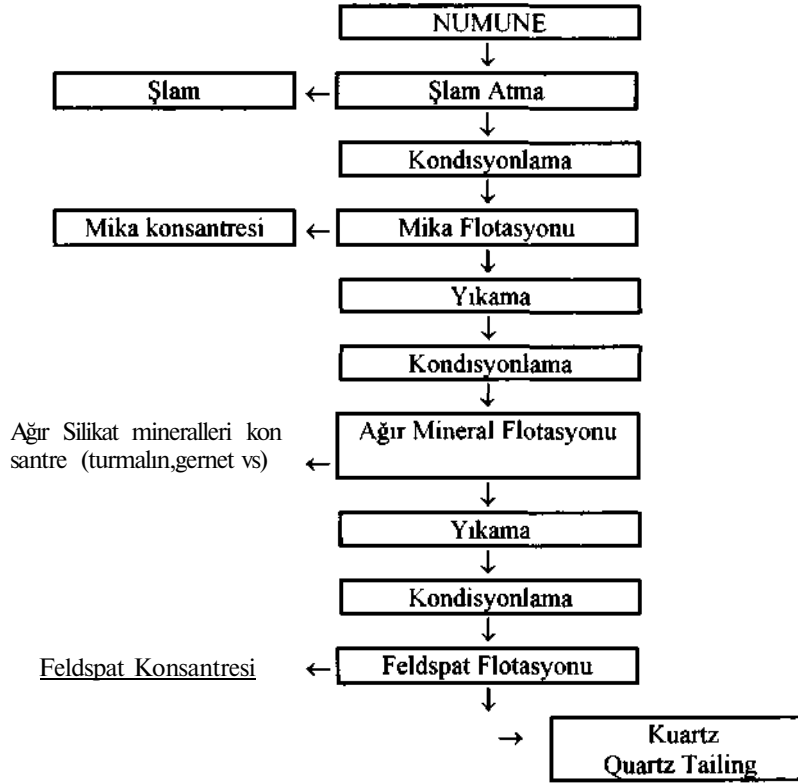 NUMUNE
Şlam ← Şlam Atma
Kondısyonlama
Mika konsantresi ← Mika Flotasyonu
Yıkama
Kondısyonlama
Ağır Silikat mineralleri kon
santre (turmalın,gernet vs) ←
Ağır Mineral Flotasyonu
Yıkama
Kondisyonlama
Feldspat Konsantresi ← Feldspat Flotasyonu
→ Kuartz
Quartz Tailing